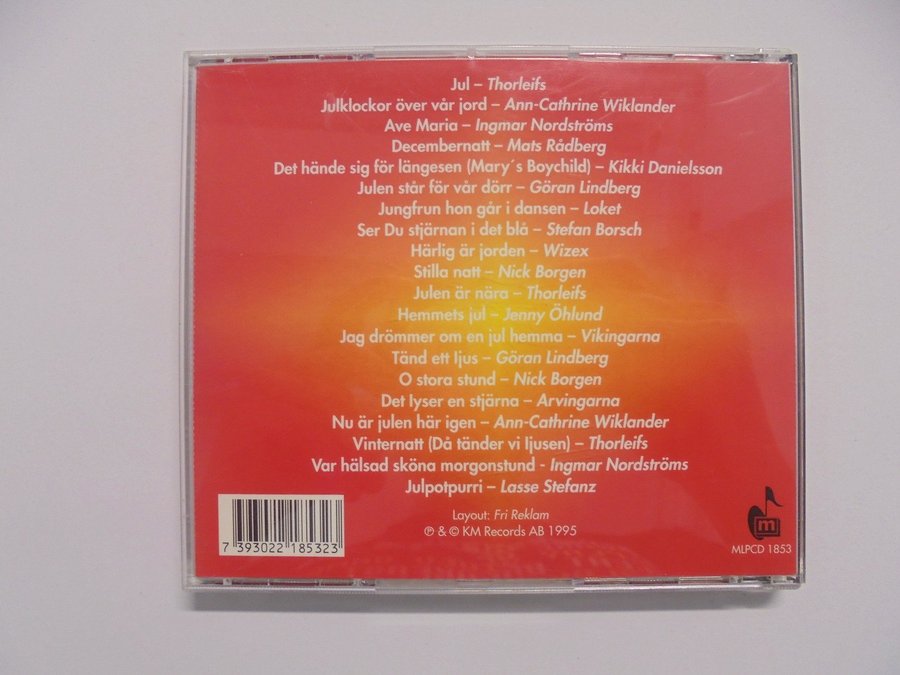 Jul – Thorleifs
Julklockor över vår jord – Ann-Cathrine Wiklander
Ave Maria – Ingmar Nordströms
Decembernatt – Mats Rådberg
Det hände sig för längesen (Mary´s Boychild) – Kikki Danielsson
Julen står för vår dörr – Göran Lindberg
Jungfrun hon går i dansen – Loket
Ser Du stjärnan i det blå – Stefan Borsch
Härlig är jorden – Wizex
Stilla natt – Nick Borgen
Julen är nära – Thorleifs
Hemmets jul – Jenny Öhlund
Jag drömmer om en jul hemma – Vikingarna
Tänd ett ljus – Göran Lindberg
O stora stund – Nick Borgen
Det lyser en stjärna – Arvingarna
Nu är julen här igen – Ann-Cathrine Wiklander
Vinternatt (Då tänder vi ljusen) – Thorleifs
Var hälsad sköna morgonstund - Ingmar Nordströms
Julpotpurri – Lasse Stefanz
Layout: Fri Reklam
℗ & © KM Records AB 1995
7 393022 185323
m
MLPCD 1853